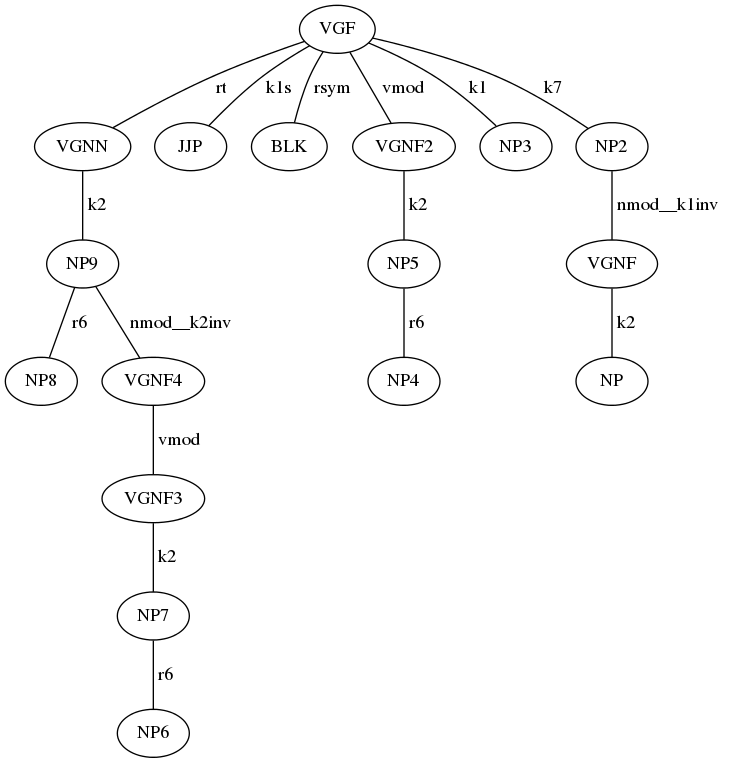 VGF
rt k1s rsym vmod k1 k7
VGNN JJP BLK VGNF2 NP3 NP2
k2 k2 nmod__k1inv
NP9 NP5 VGNF
r6 nmod__k2inv r6 k2
NP8 VGNF4 NP4 NP
vmod
VGNF3
k2
NP7
r6
NP6